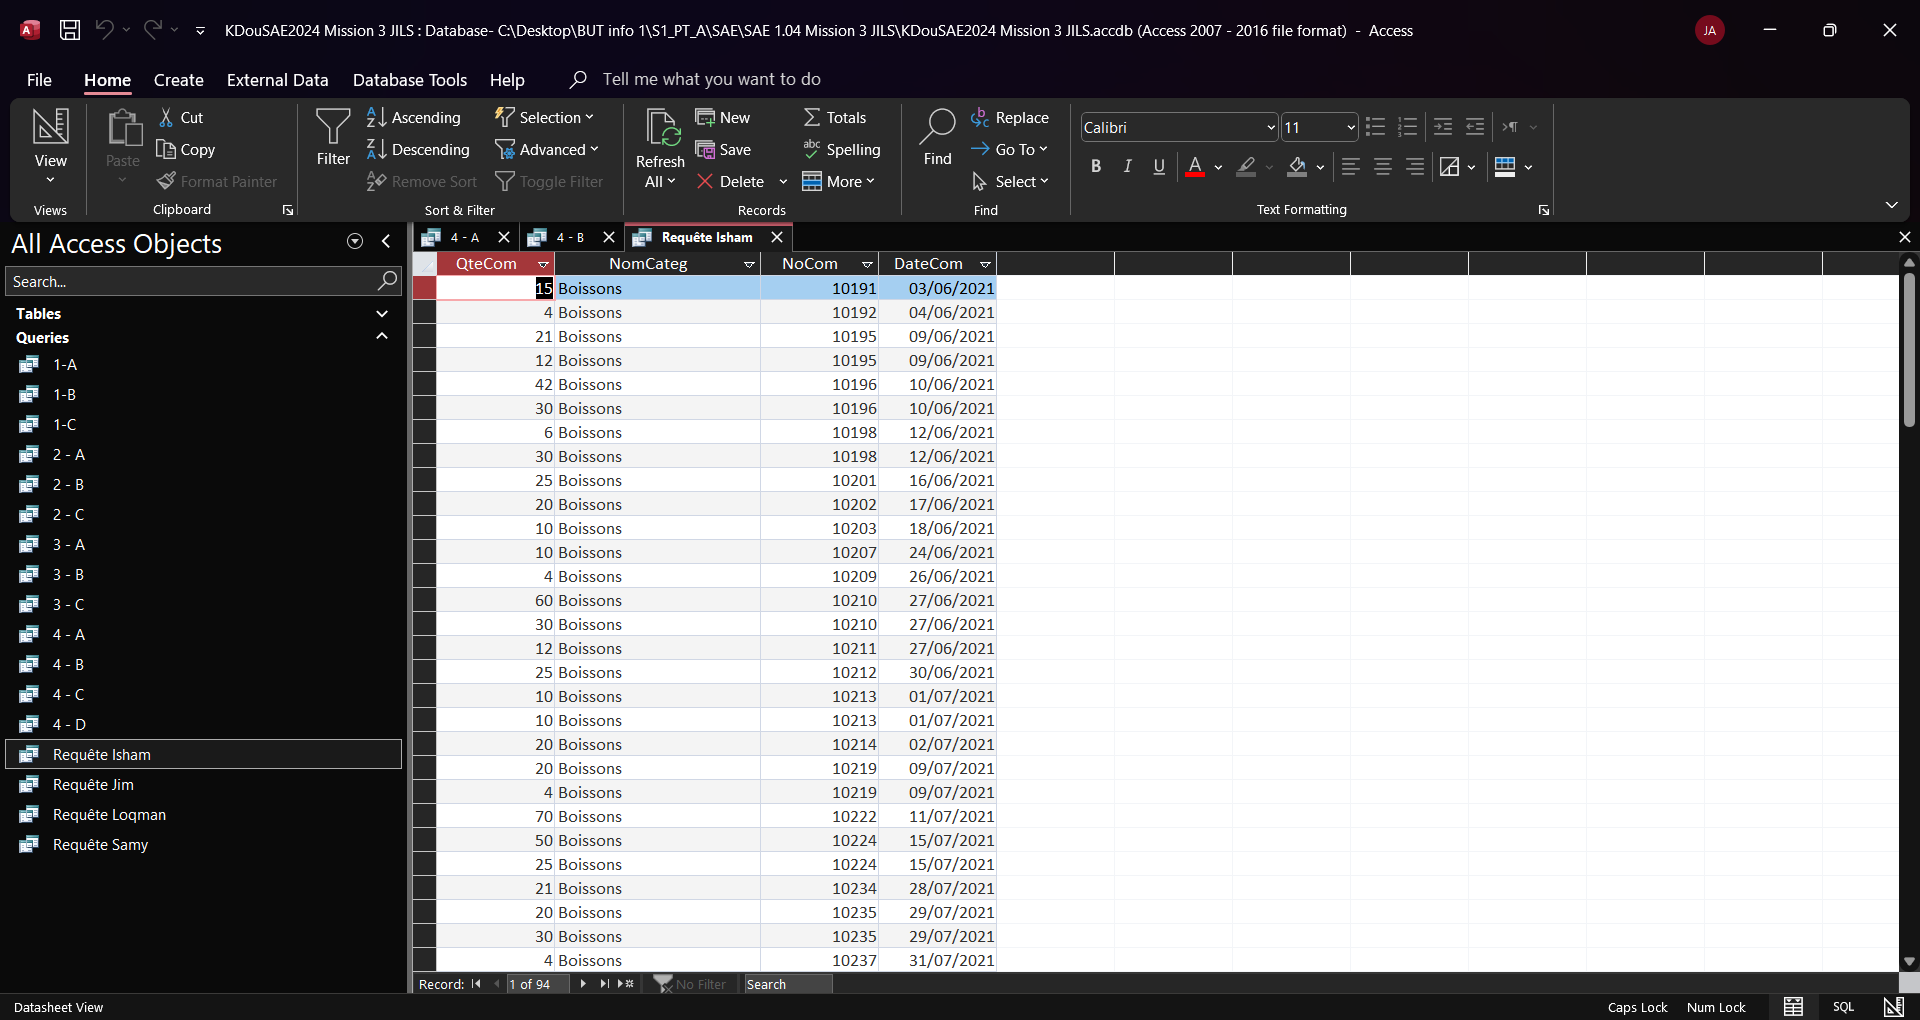 KDouSAE2024 Mission 3 JILS : Database- C:\Desktop\BUT info 1\S1_PT_A\SAE\SAE 1.04 Mission 3 JILS\KDouSAE2024 Mission 3 JILS.accdb (Access 2007 - 2016 file format) - Access
JA
File Home Create External Data Database Tools Help Tell me what you want to do
View
Views
Paste
Cut
Copy
Format Painter
Clipboard
Filter
Ascending
Descending
Remove Sort
Selection
Advanced
Toggle Filter
Sort & Filter
Refresh
All
New
Save
Delete
Totals
Spelling
More
Records
Find
Replace
Go To
Select
Find
Calibri 11
B I U A
Text Formatting
All Access Objects
Search...
Tables
Queries
1-A
1-B
1-C
2 - A
2 - B
2 - C
3 - A
3 - B
3 - C
4 - A
4 - B
4 - C
4 - D
Requête Isham
Requête Jim
Requête Loqman
Requête Samy
4 - A 4 - B Requête Isham
QteCom NomCateg NoCom DateCom
15 Boissons 10191 03/06/2021
4 Boissons 10192 04/06/2021
21 Boissons 10195 09/06/2021
12 Boissons 10195 09/06/2021
42 Boissons 10196 10/06/2021
30 Boissons 10196 10/06/2021
6 Boissons 10198 12/06/2021
30 Boissons 10198 12/06/2021
25 Boissons 10201 16/06/2021
20 Boissons 10202 17/06/2021
10 Boissons 10203 18/06/2021
10 Boissons 10207 24/06/2021
4 Boissons 10209 26/06/2021
60 Boissons 10210 27/06/2021
30 Boissons 10210 27/06/2021
12 Boissons 10211 27/06/2021
25 Boissons 10212 30/06/2021
10 Boissons 10213 01/07/2021
10 Boissons 10213 01/07/2021
20 Boissons 10214 02/07/2021
20 Boissons 10219 09/07/2021
4 Boissons 10219 09/07/2021
70 Boissons 10222 11/07/2021
50 Boissons 10224 15/07/2021
25 Boissons 10224 15/07/2021
21 Boissons 10234 28/07/2021
20 Boissons 10235 29/07/2021
30 Boissons 10235 29/07/2021
4 Boissons 10237 31/07/2021
Record: 1 of 94 No Filter Search
Datasheet View Caps Lock Num Lock SQL